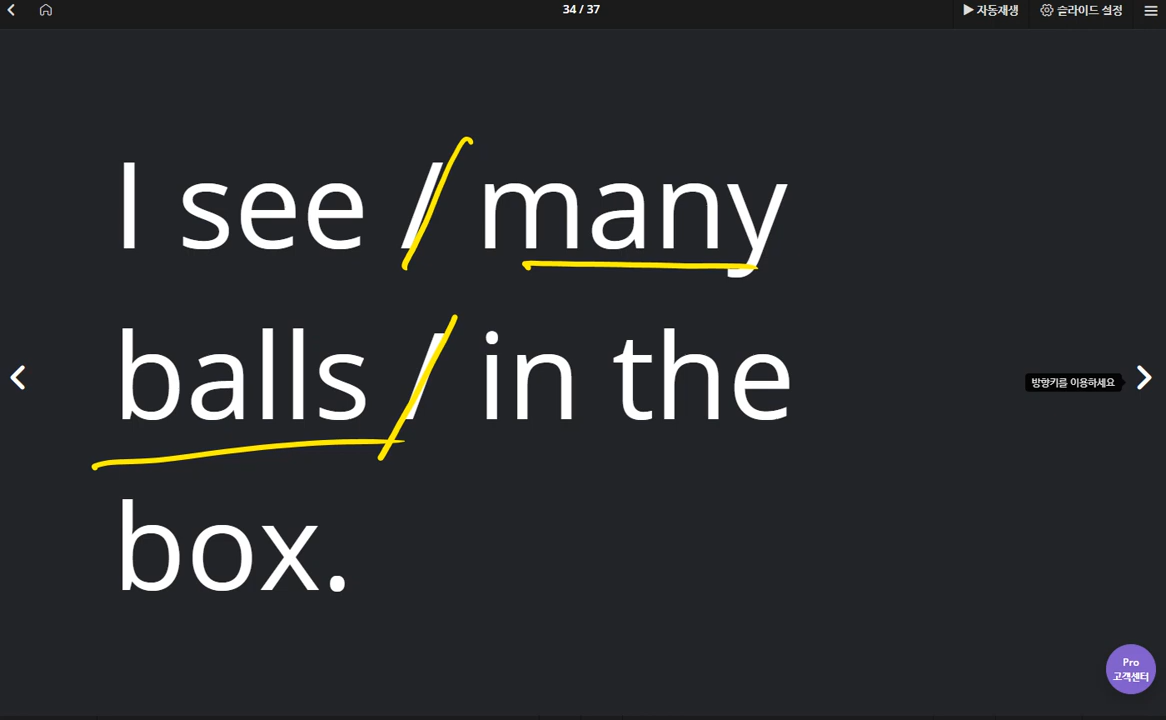 34 / 37
▶ 자동재생
슬라이드 설정
I see / many
balls / in the
box.
방향키를 이용하세요
Pro
고객센터